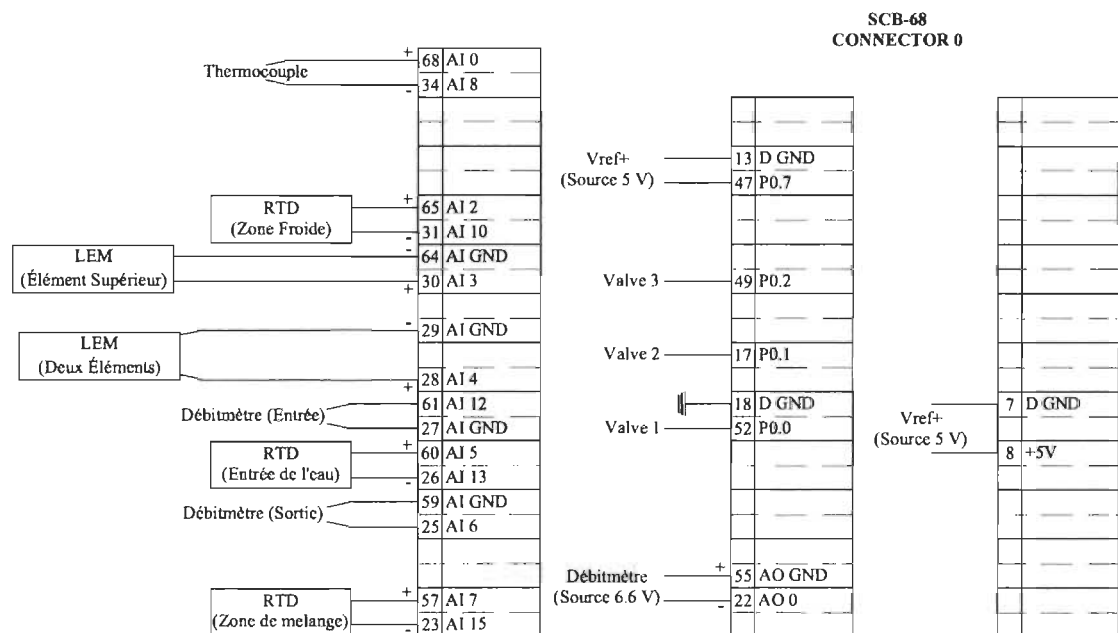 SCB-68
CONNECTOR 0
Thermocouple
+
68 AI 0
34 AI 8
-
RTD
(Zone Froide)
+
65 AI 2
31 AI 10
-
LEM
(Élément Supérieur)
-
64 AI GND
30 AI 3
+
LEM
(Deux Éléments)
-
29 AI GND
28 AI 4
+
Débitmètre (Entrée)
61 AI 12
27 AI GND
RTD
(Entrée de l'eau)
+
60 AI 5
26 AI 13
-
Débitmètre (Sortie)
59 AI GND
25 AI 6
RTD
(Zone de melange)
+
57 AI 7
23 AI 15
-
Vref+
(Source 5 V)
13 D GND
47 P0.7
Valve 3
49 P0.2
Valve 2
17 P0.1
18 D GND
Valve 1
52 P0.0
Débitmètre
(Source 6.6 V)
+
55 AO GND
22 AO 0
-
Vref+
(Source 5 V)
7 D GND
8 +5V